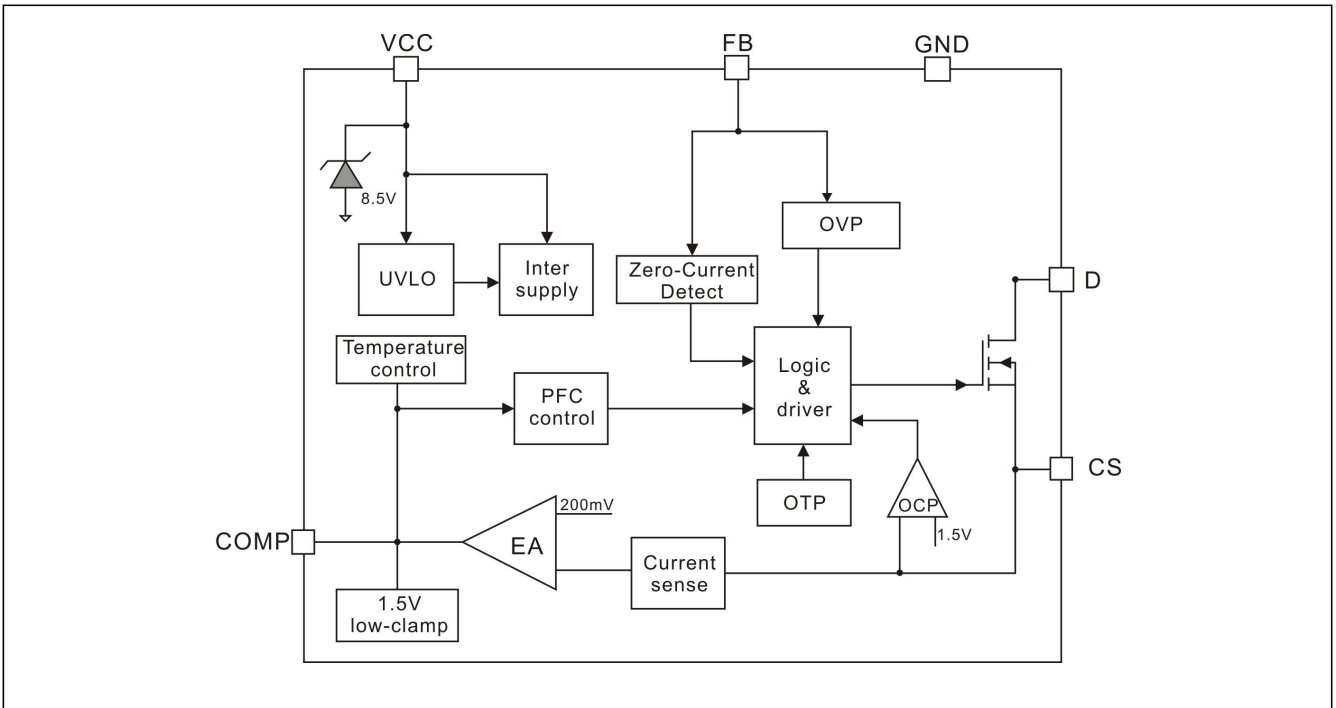 VCC
FB
GND
8.5V
OVP
UVLO
Inter
supply
Zero-Current
Detect
D
Temperature
control
Logic
&
driver
PFC
control
CS
OTP
OCP
200mV
1.5V
COMP
EA
Current
sense
1.5V
low-clamp